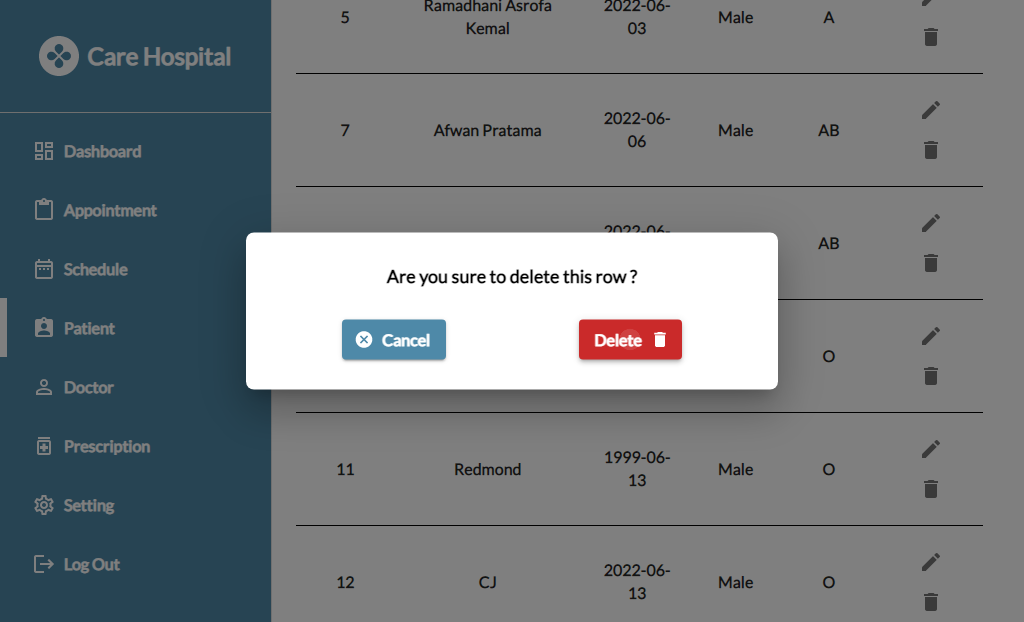 Care Hospital
Dashboard
Appointment
Schedule
Patient
Doctor
Prescription
Setting
Log Out
5 Ramadhani Asrofa Kemal 2022-06-03 Male A
7 Afwan Pratama 2022-06-06 Male AB
2022-06- AB
Are you sure to delete this row ?
Cancel Delete
O
11 Redmond 1999-06-13 Male O
12 CJ 2022-06-13 Male O